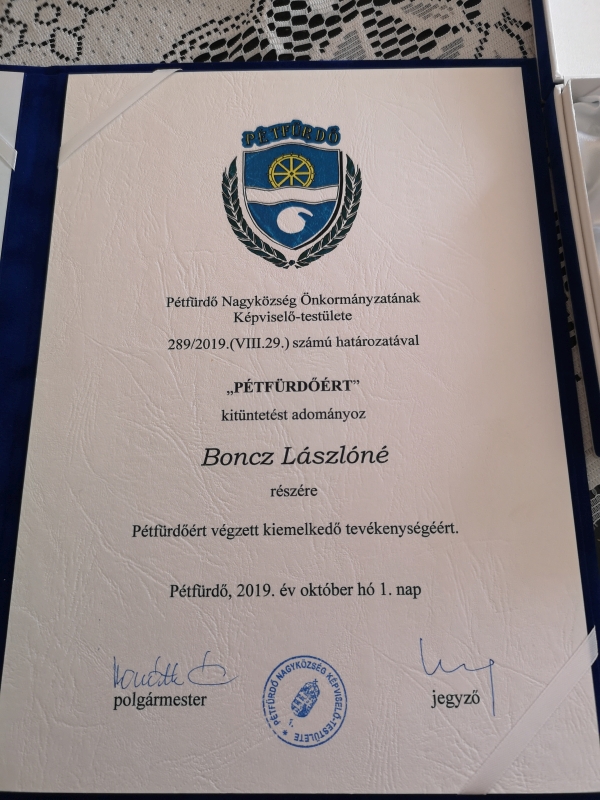 PÉTFÜRDŐ
Pétfürdő Nagyközség Önkormányzatának
Képviselő-testülete
289/2019.(VIII.29.) számú határozatával
„PÉTFÜRDŐÉRT”
kitüntetést adományoz
Boncz Lászlóné
részére
Pétfürdőért végzett kiemelkedő tevékenységéért.
Pétfürdő, 2019. év október hó 1. nap
polgármester
jegyző
PÉTFÜRDŐ NAGYKÖZSÉG KÉPVISELŐ-TESTÜLETE *